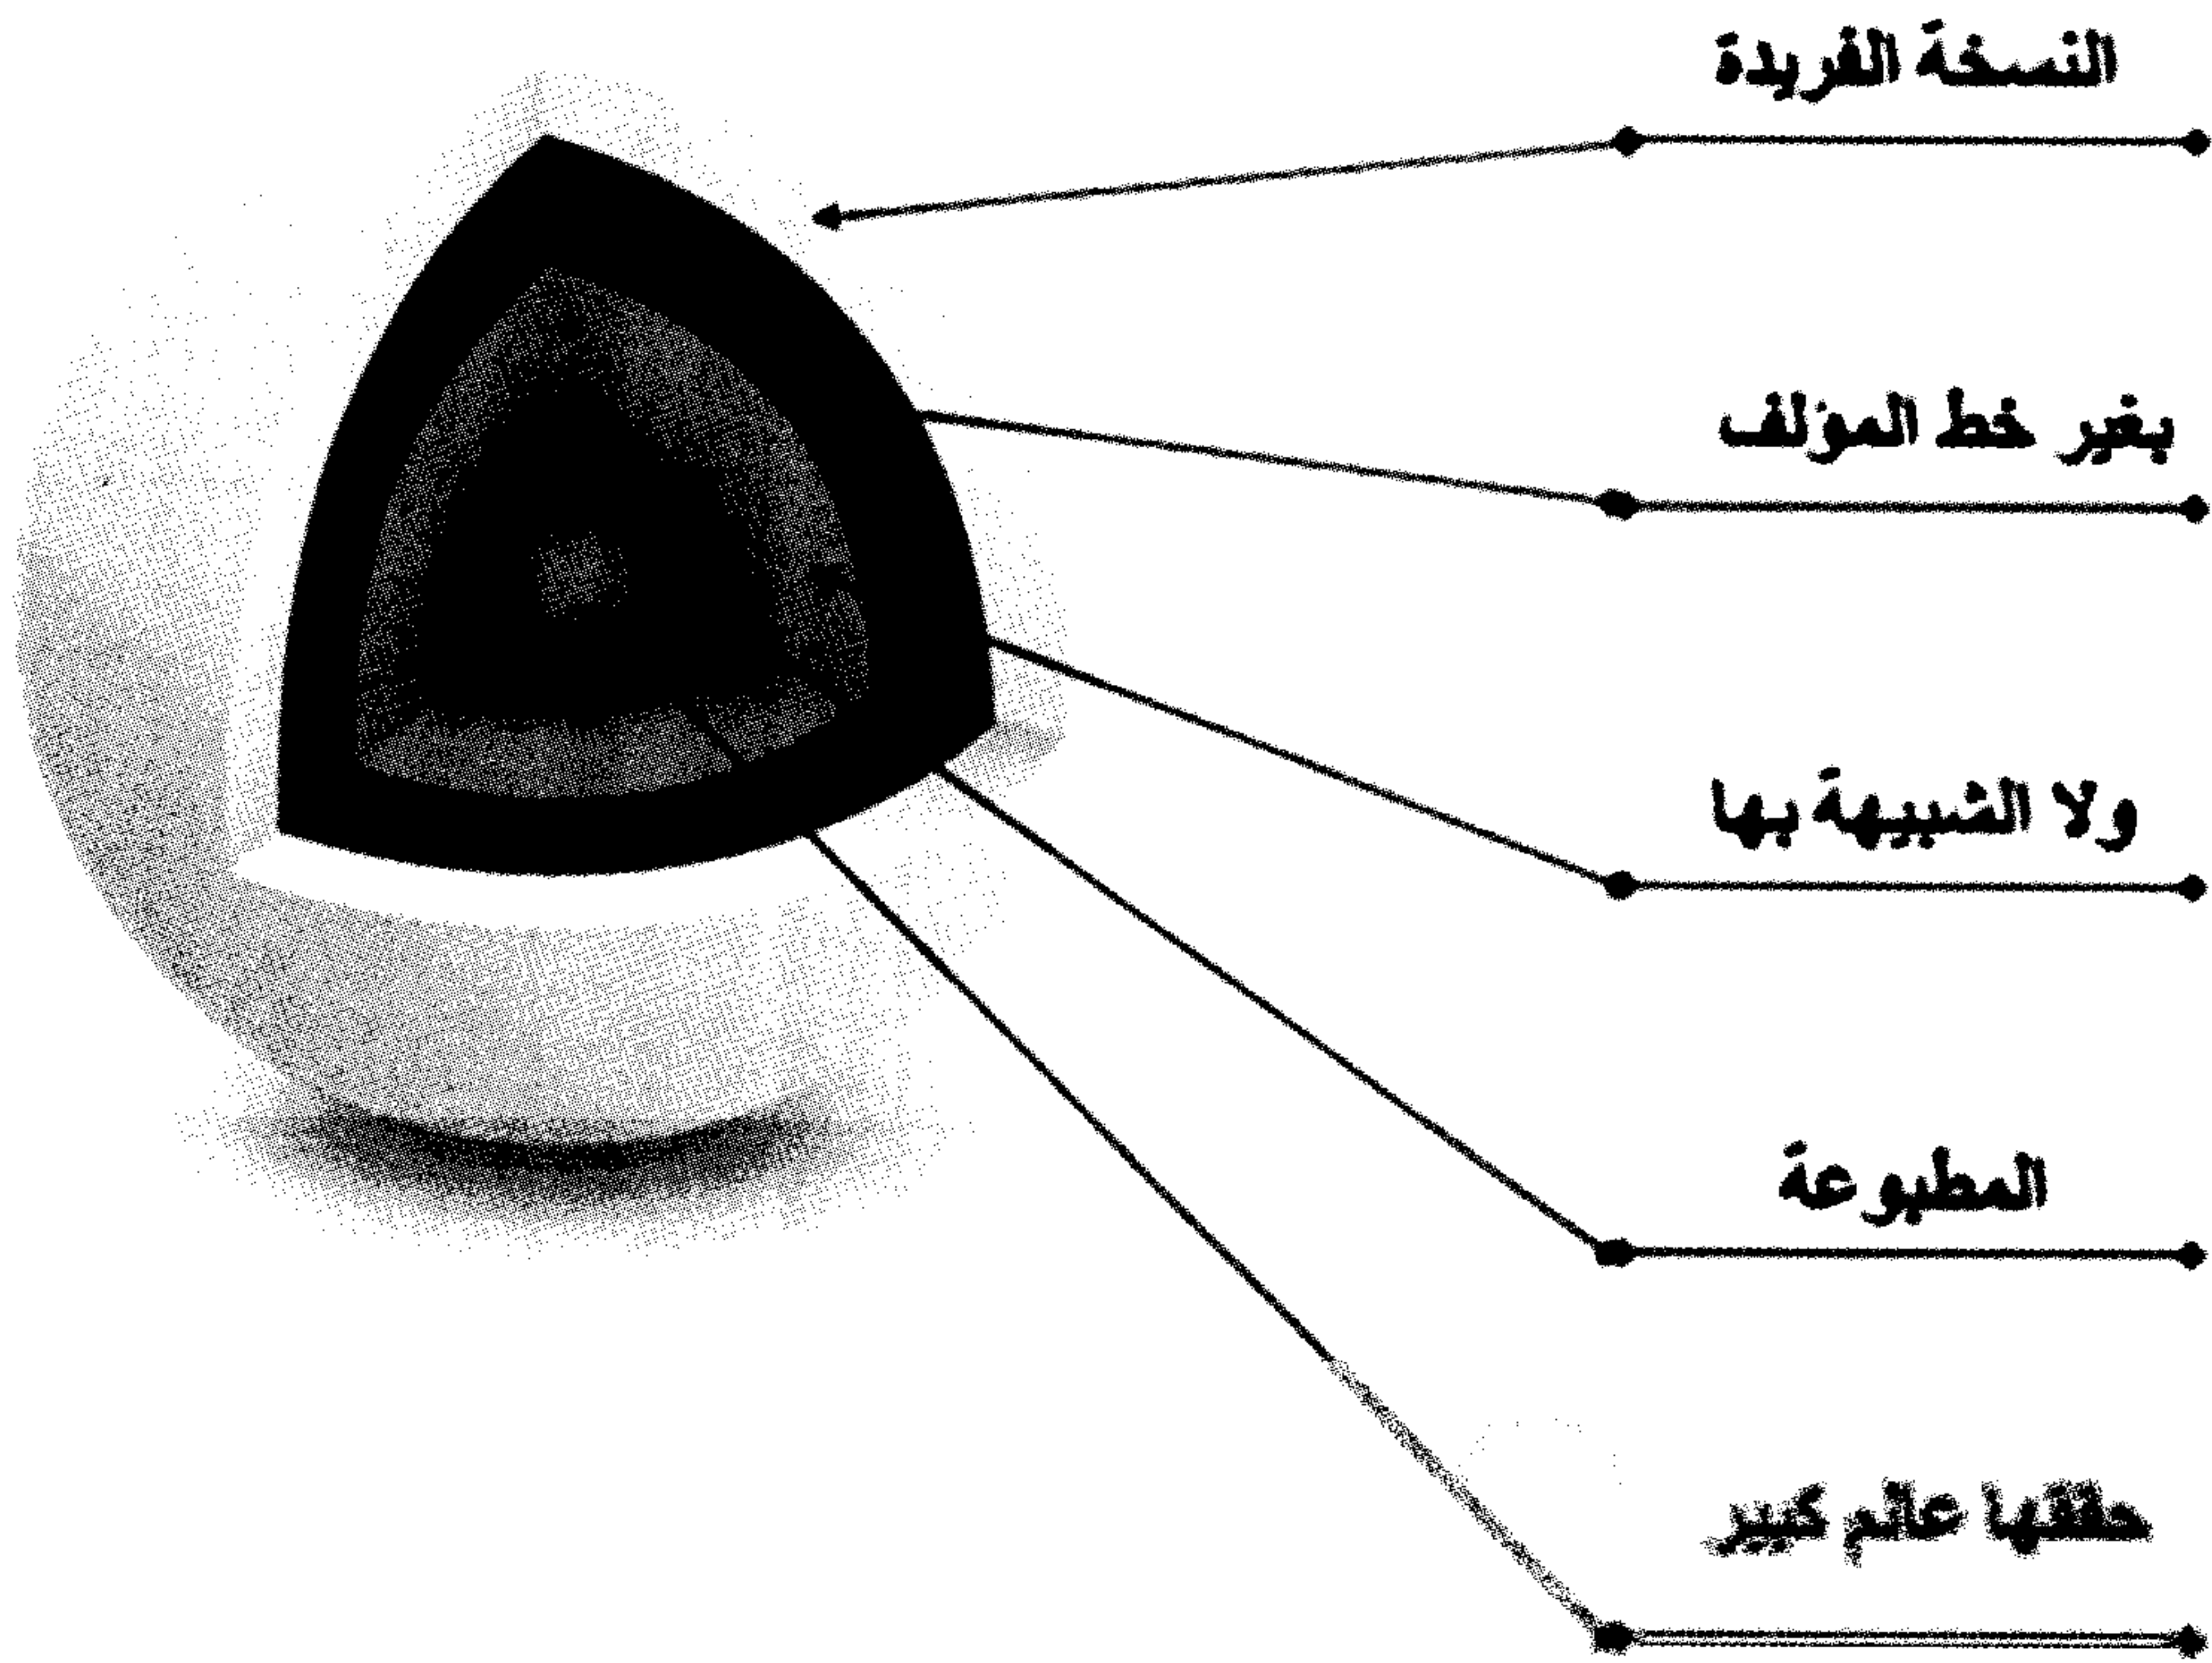 النسخة الفريدة
بغير خط المؤلف
ولا الشبيهة بها
المطبوعة
حققها عالم كبير